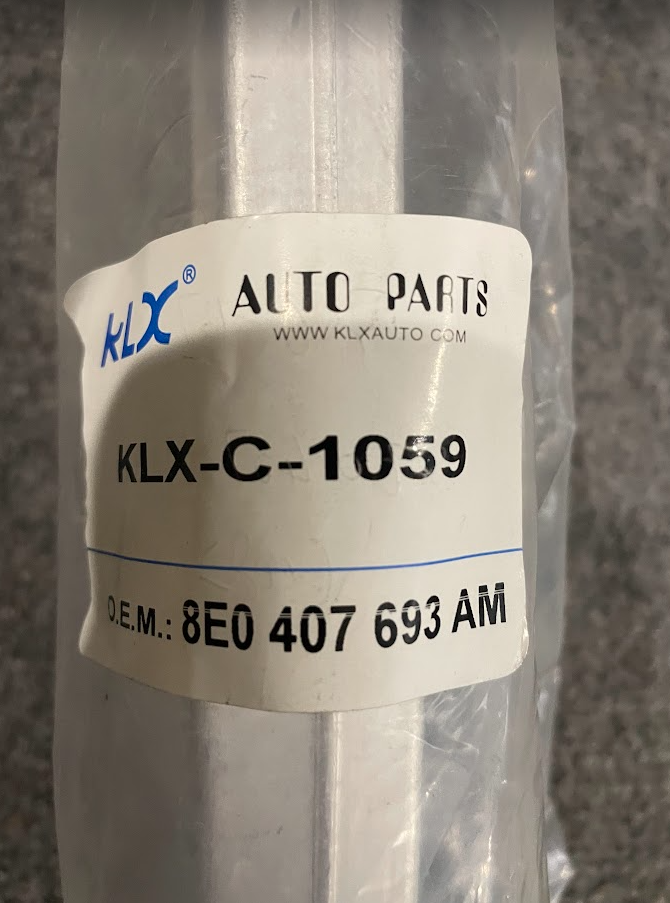 KLX® AUTO PARTS
WWW.KLXAUTO.COM
KLX-C-1059
O.E.M.: 8E0 407 693 AM